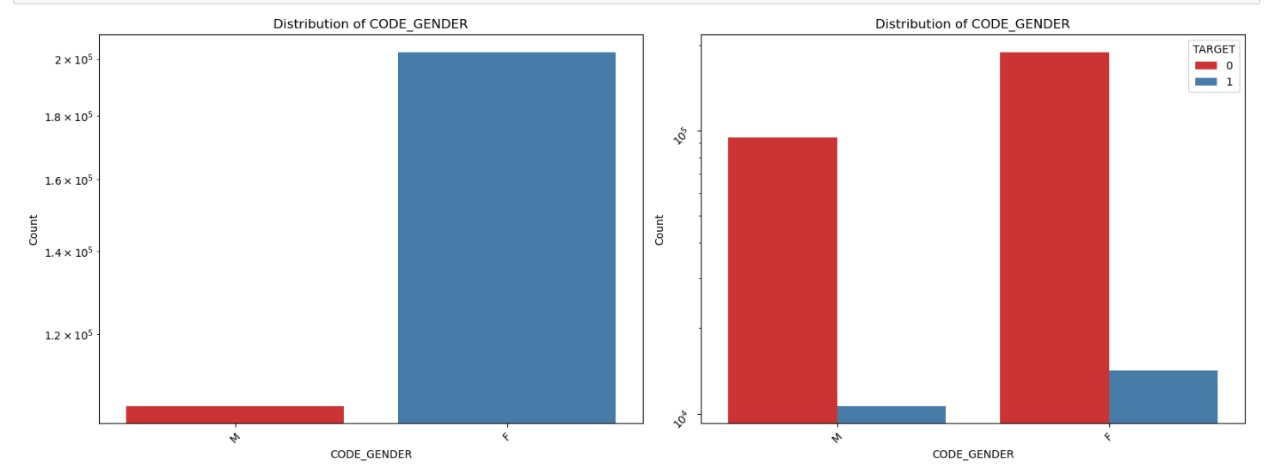 Distribution of CODE_GENDER
2 × 10⁵
1.8 × 10⁵
1.6 × 10⁵
1.4 × 10⁵
1.2 × 10⁵
Count
M
F
CODE_GENDER
Distribution of CODE_GENDER
TARGET
0
1
10⁵
10⁴
Count
M
F
CODE_GENDER